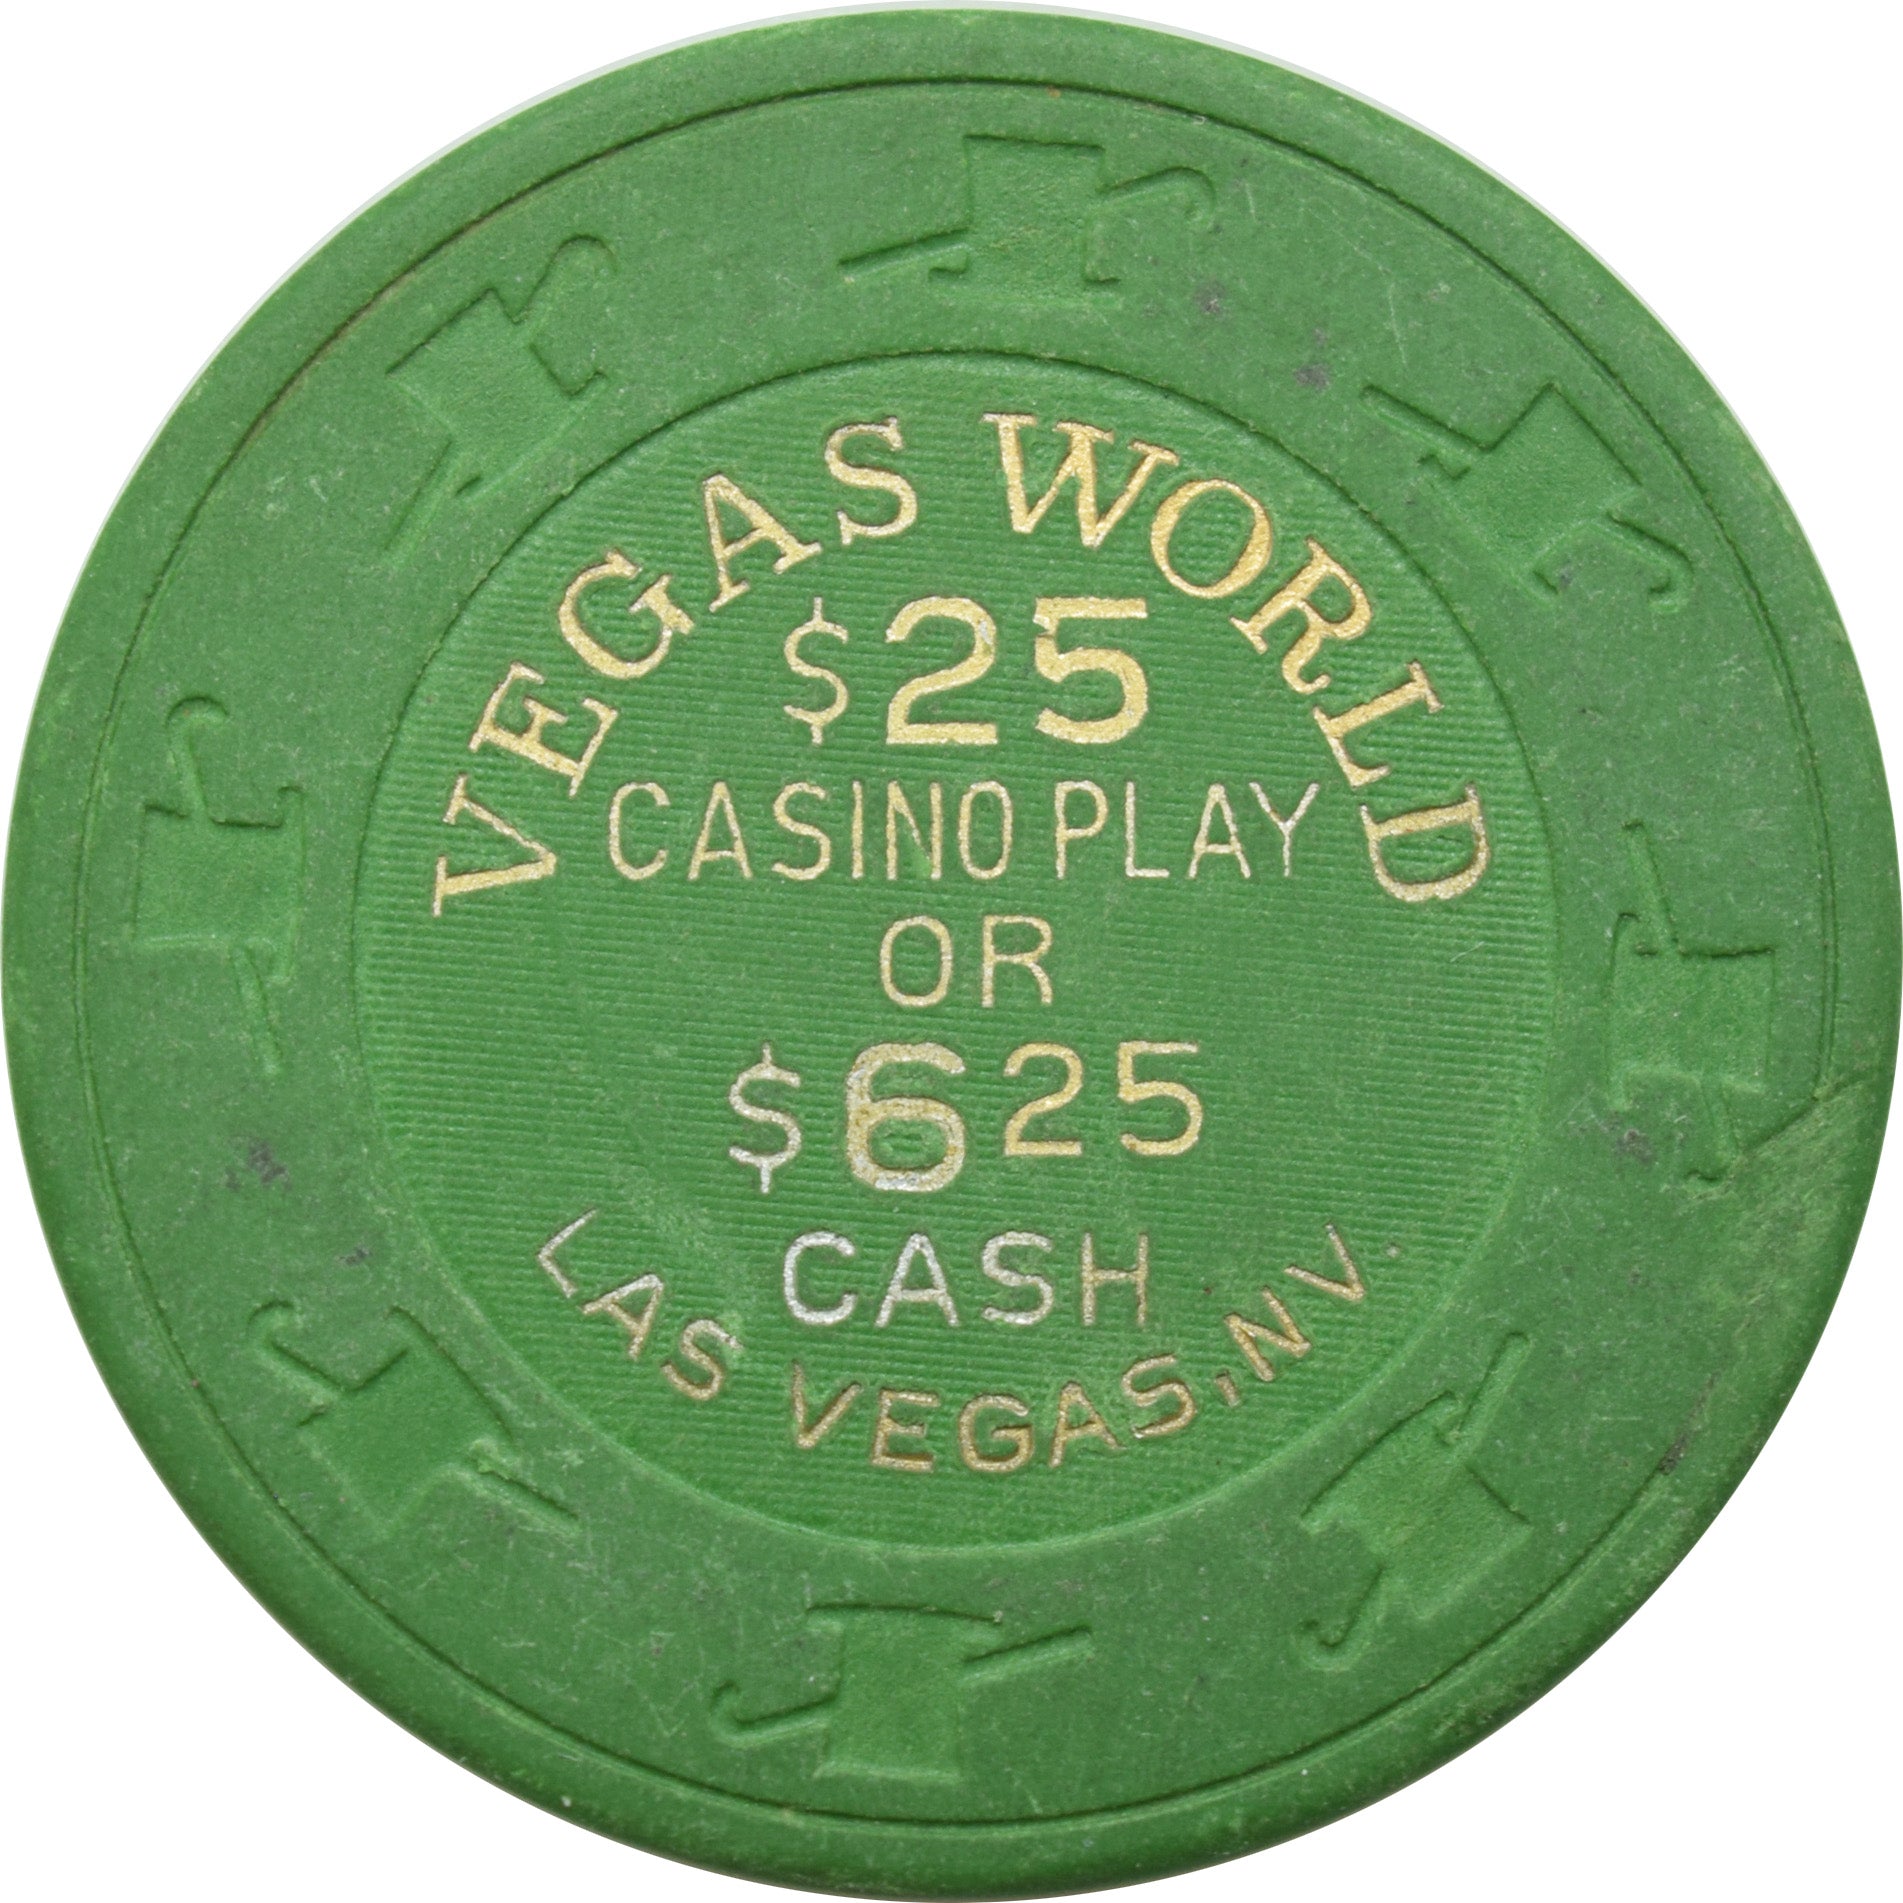 VEGAS WORLD
$25
CASINO PLAY
OR
$625
CASH
LAS VEGAS, NV.